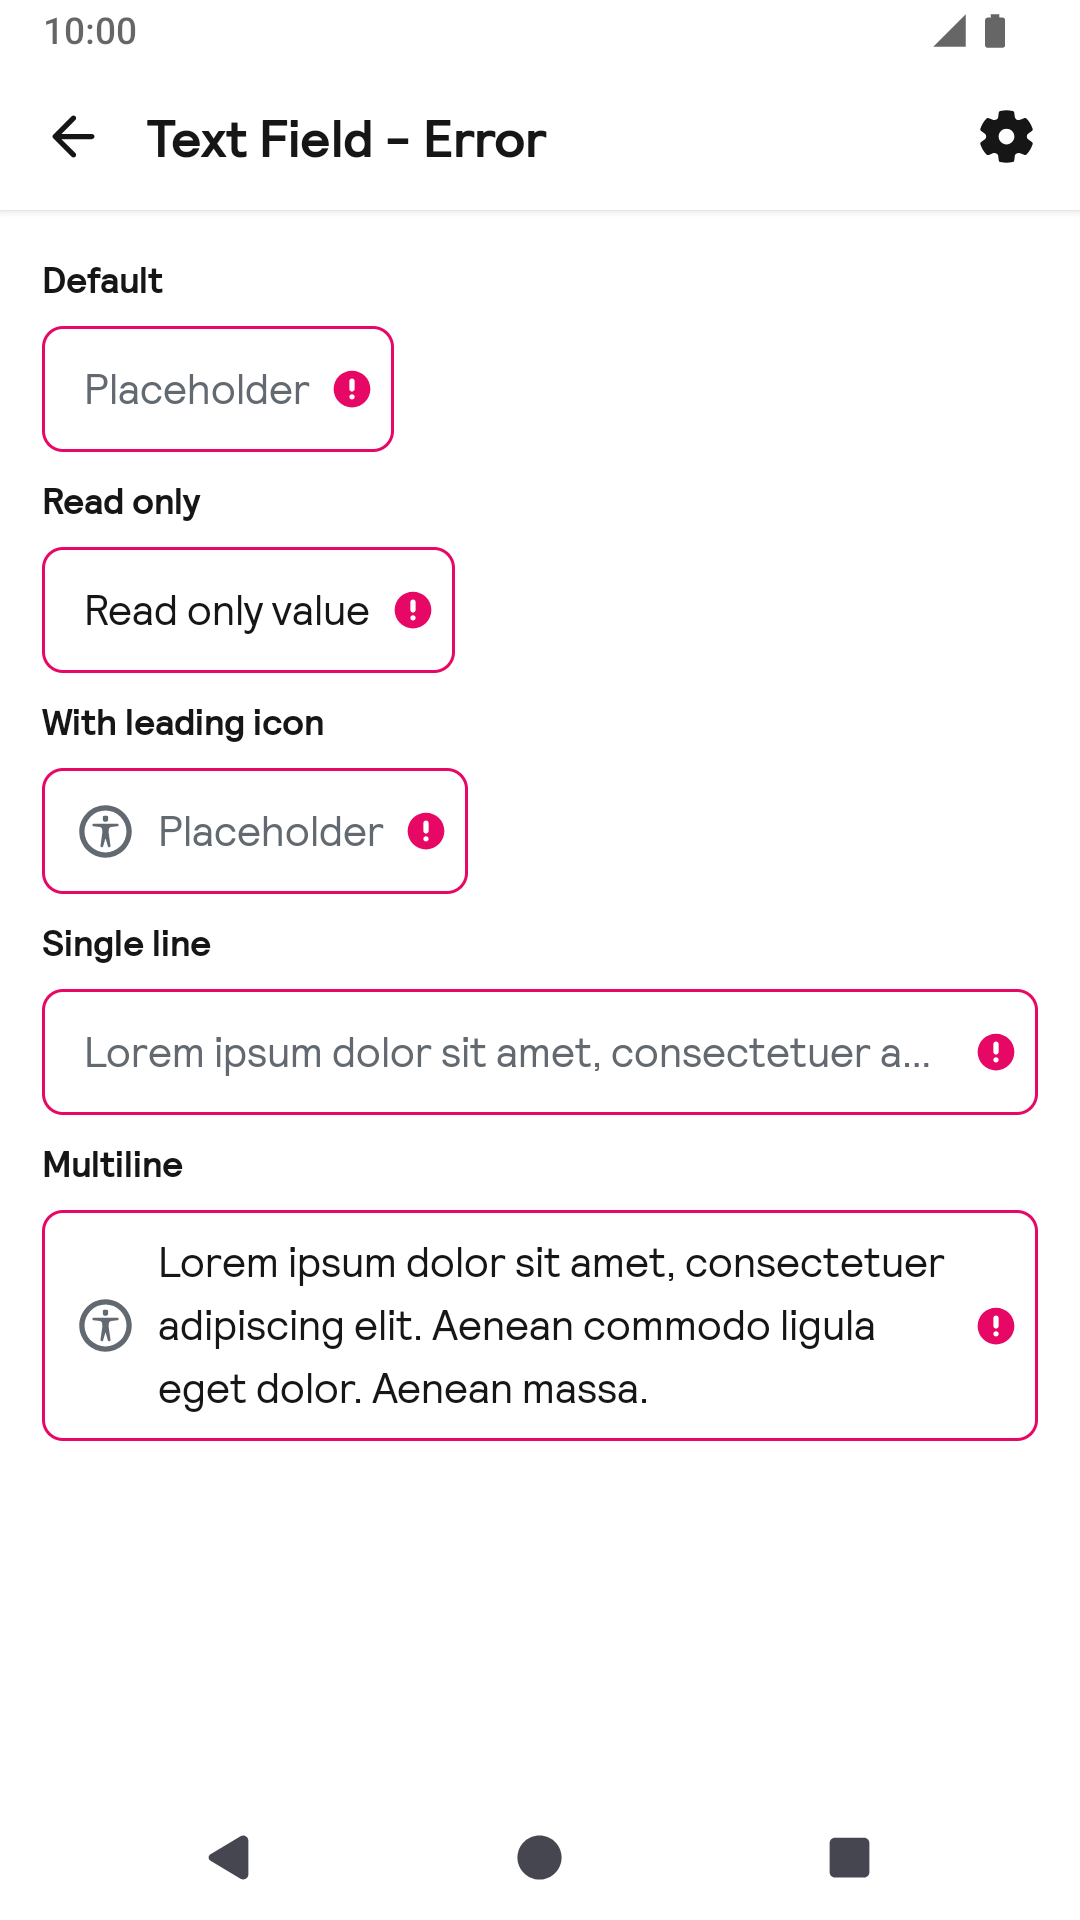 10:00
Text Field - Error
Default
Placeholder
Read only
Read only value
With leading icon
Placeholder
Single line
Lorem ipsum dolor sit amet, consectetuer a...
Multiline
Lorem ipsum dolor sit amet, consectetuer
adipiscing elit. Aenean commodo ligula
eget dolor. Aenean massa.